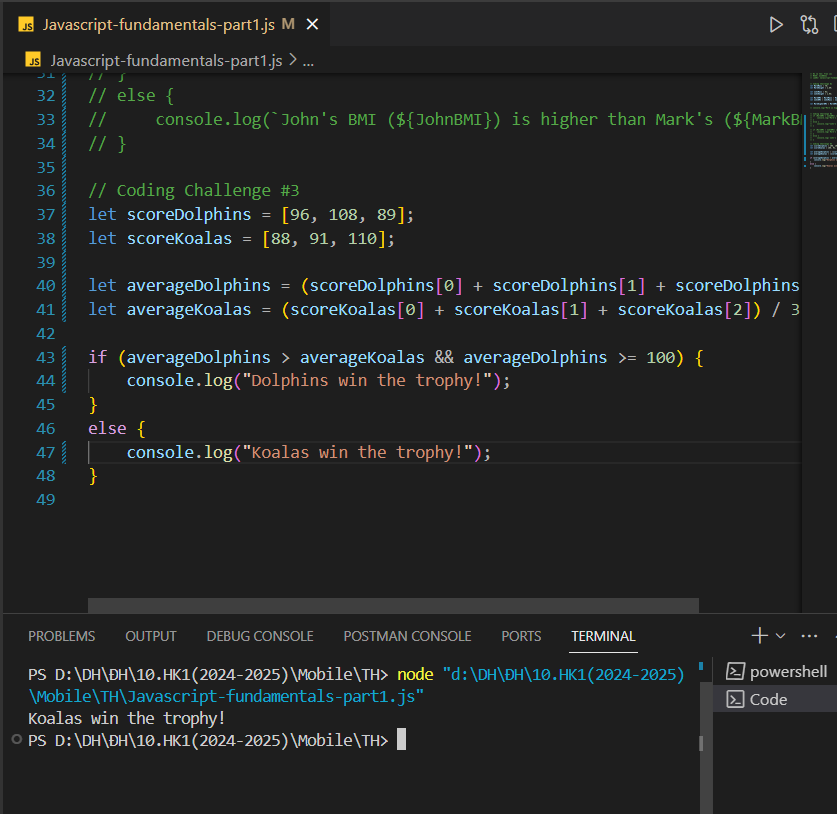 JS Javascript-fundamentals-part1.js M
JS Javascript-fundamentals-part1.js > ...
31 // }
32 // else {
33 //     console.log(`John's BMI (${JohnBMI}) is higher than Mark's (${MarkBM
34 // }
35
36 // Coding Challenge #3
37 let scoreDolphins = [96, 108, 89];
38 let scoreKoalas = [88, 91, 110];
39
40 let averageDolphins = (scoreDolphins[0] + scoreDolphins[1] + scoreDolphins
41 let averageKoalas = (scoreKoalas[0] + scoreKoalas[1] + scoreKoalas[2]) / 3
42
43 if (averageDolphins > averageKoalas && averageDolphins >= 100) {
44     console.log("Dolphins win the trophy!");
45 }
46 else {
47     console.log("Koalas win the trophy!");
48 }
49
PROBLEMS OUTPUT DEBUG CONSOLE POSTMAN CONSOLE PORTS TERMINAL
PS D:\DH\ĐH\10.HK1(2024-2025)\Mobile\TH> node "d:\DH\ĐH\10.HK1(2024-2025)
\Mobile\TH\Javascript-fundamentals-part1.js"
Koalas win the trophy!
PS D:\DH\ĐH\10.HK1(2024-2025)\Mobile\TH>
powershell
Code